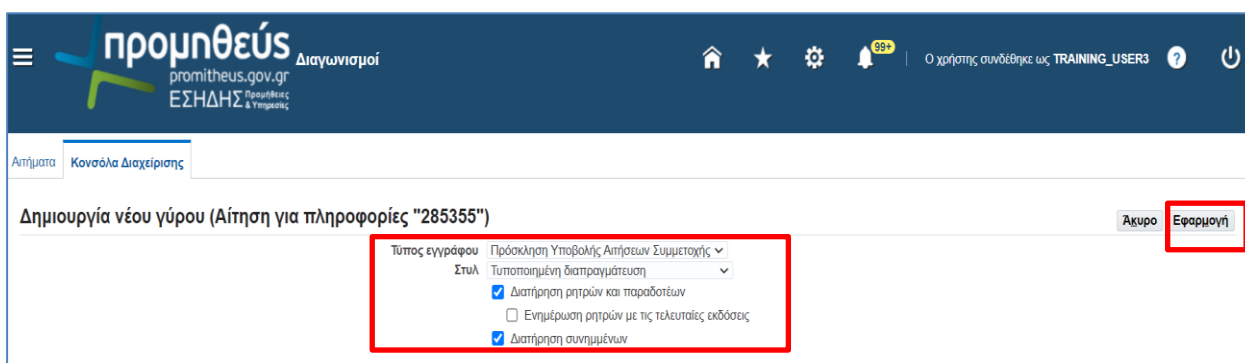 προμηθεύς
Διαγωνισμοί
promitheus.gov.gr
ΕΣΗΔΗΣ Προμήθειες & Υπηρεσίες
99+
Ο χρήστης συνδέθηκε ως TRAINING_USER3
?
Αιτήματα Κονσόλα Διαχείρισης
Δημιουργία νέου γύρου (Αίτηση για πληροφορίες "285355")
Άκυρο Εφαρμογή
Τύπος εγγράφου Πρόσκληση Υποβολής Αιτήσεων Συμμετοχής
Στυλ Τυποποιημένη διαπραγμάτευση
Διατήρηση ρητρών και παραδοτέων
Ενημέρωση ρητρών με τις τελευταίες εκδόσεις
Διατήρηση συνημμένων